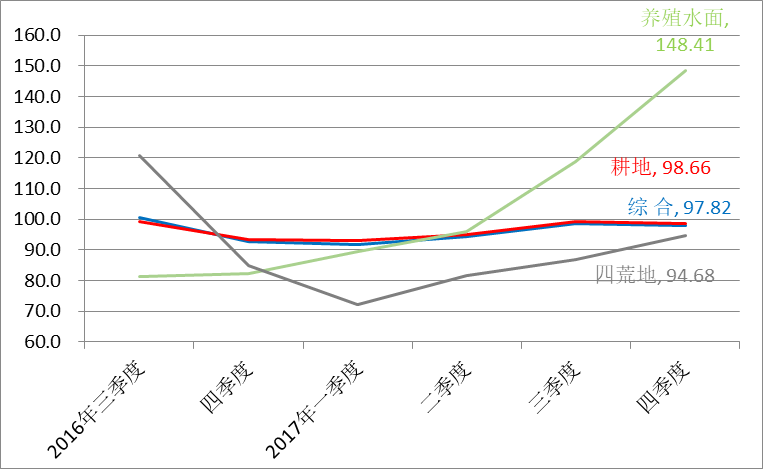 养殖水面,
148.41
160.0
150.0
140.0
130.0
120.0
110.0
100.0
90.0
80.0
70.0
60.0
耕地, 98.66
综 合, 97.82
四荒地, 94.68
2016年三季度
四季度
2017年一季度
二季度
三季度
四季度